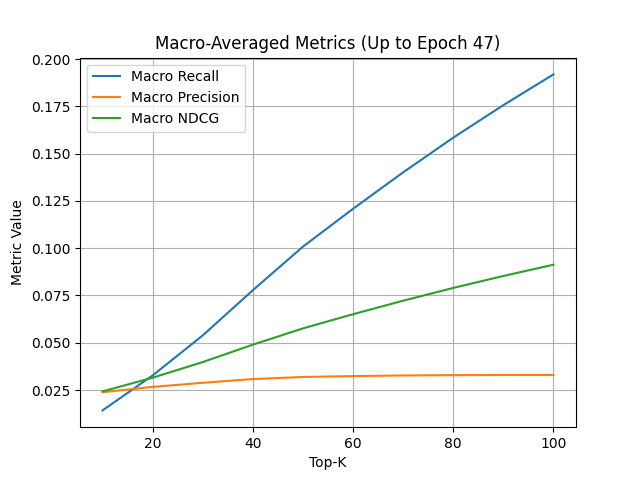 Macro-Averaged Metrics (Up to Epoch 47)
Macro Recall
Macro Precision
Macro NDCG
Metric Value
0.200
0.175
0.150
0.125
0.100
0.075
0.050
0.025
20 40 60 80 100
Top-K